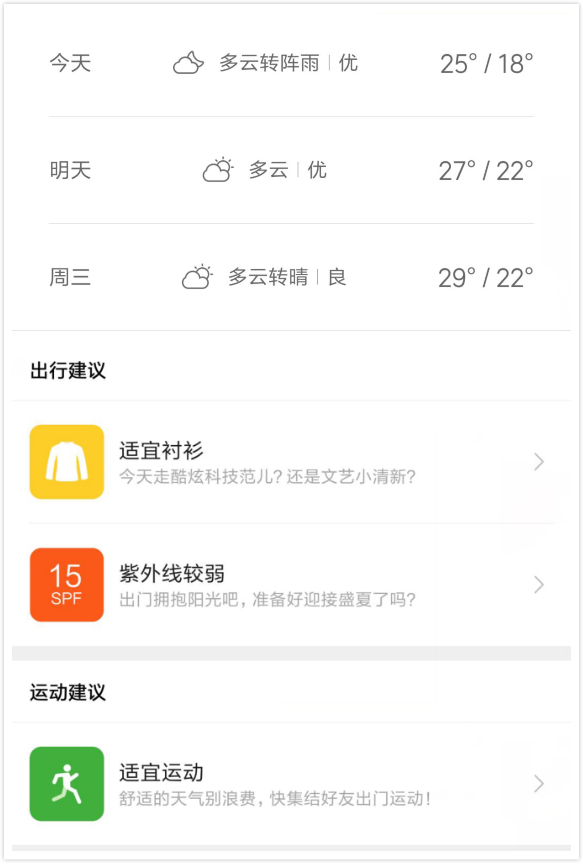 今天 多云转阵雨 | 优 25° / 18°
明天 多云 | 优 27° / 22°
周三 多云转晴 | 良 29° / 22°
出行建议
适宜衬衫
今天走酷炫科技范儿? 还是文艺小清新?
15
SPF
紫外线较弱
出门拥抱阳光吧, 准备好迎接盛夏了吗?
运动建议
适宜运动
舒适的天气别浪费, 快集结好友出门运动!